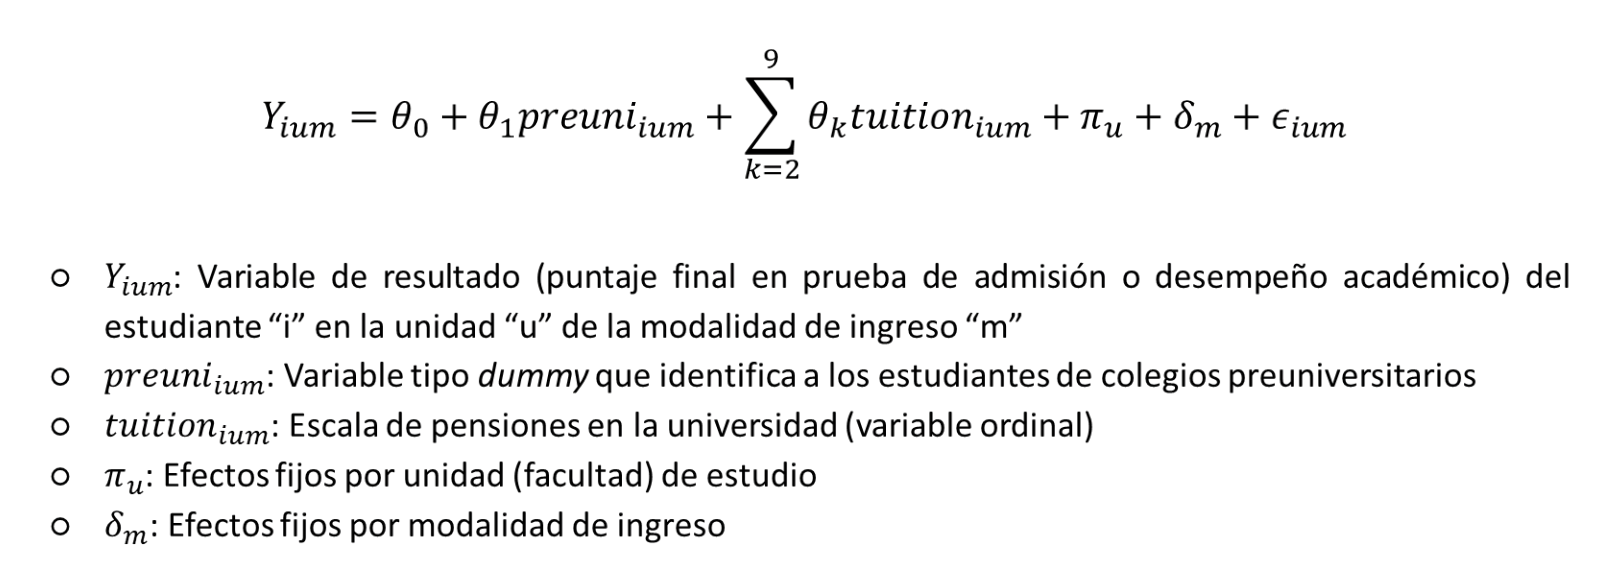 Y_{ium} = θ_0 + θ_1preuni_{ium} + \sum_{k=2}^{9} θ_k tuition_{ium} + π_u + δ_m + ϵ_{ium}
○ Y_{ium}: Variable de resultado (puntaje final en prueba de admisión o desempeño académico) del
estudiante “i” en la unidad “u” de la modalidad de ingreso “m”
○ preuni_{ium}: Variable tipo dummy que identifica a los estudiantes de colegios preuniversitarios
○ tuition_{ium}: Escala de pensiones en la universidad (variable ordinal)
○ π_u: Efectos fijos por unidad (facultad) de estudio
○ δ_m: Efectos fijos por modalidad de ingreso